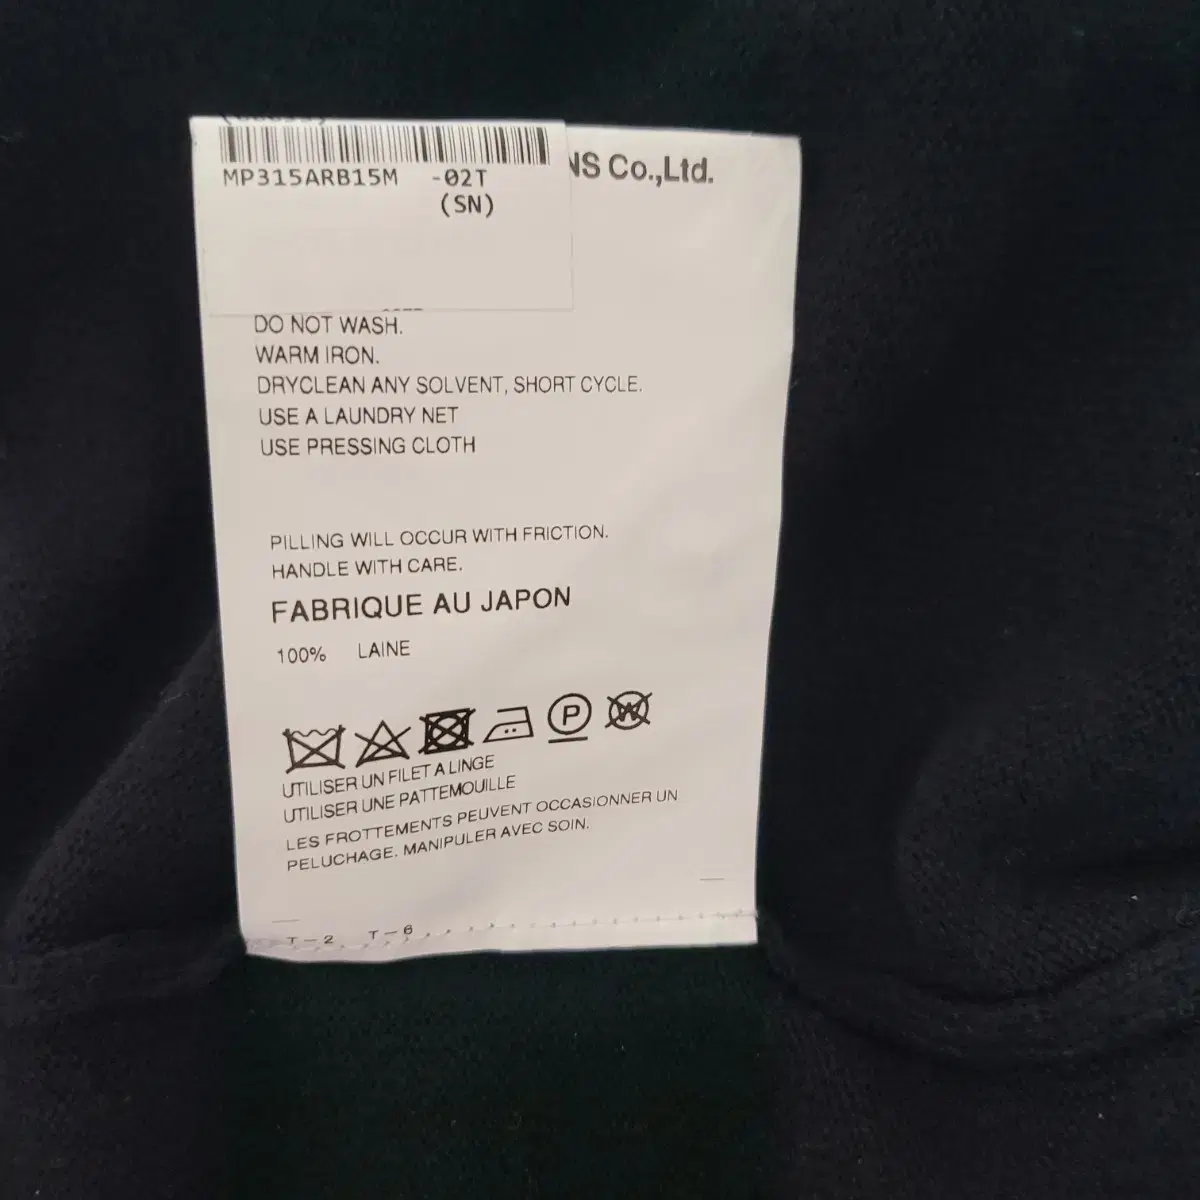 MP315ARB15M -02T
(SN)
NS Co.,Ltd.
DO NOT WASH.
WARM IRON.
DRYCLEAN ANY SOLVENT, SHORT CYCLE.
USE A LAUNDRY NET
USE PRESSING CLOTH
PILLING WILL OCCUR WITH FRICTION.
HANDLE WITH CARE.
FABRIQUE AU JAPON
100% LAINE
P W
UTILISER UN FILET A LINGE
UTILISER UNE PATTEMOUILLE
LES FROTTEMENTS PEUVENT OCCASIONNER UN
PELUCHAGE. MANIPULER AVEC SOIN.
T-2 T-6